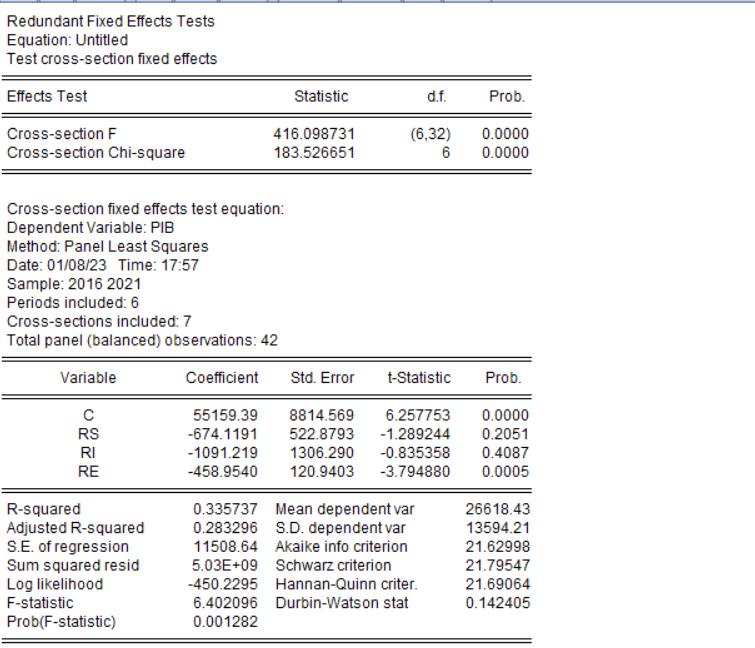 Redundant Fixed Effects Tests
Equation: Untitled
Test cross-section fixed effects
Effects Test Statistic d.f. Prob.
Cross-section F 416.098731 (6,32) 0.0000
Cross-section Chi-square 183.526651 6 0.0000
Cross-section fixed effects test equation:
Dependent Variable: PIB
Method: Panel Least Squares
Date: 01/08/23 Time: 17:57
Sample: 2016 2021
Periods included: 6
Cross-sections included: 7
Total panel (balanced) observations: 42
Variable Coefficient Std. Error t-Statistic Prob.
C 55159.39 8814.569 6.257753 0.0000
RS -674.1191 522.8793 -1.289244 0.2051
RI -1091.219 1306.290 -0.835358 0.4087
RE -458.9540 120.9403 -3.794880 0.0005
R-squared 0.335737 Mean dependent var 26618.43
Adjusted R-squared 0.283296 S.D. dependent var 13594.21
S.E. of regression 11508.64 Akaike info criterion 21.62998
Sum squared resid 5.03E+09 Schwarz criterion 21.79547
Log likelihood -450.2295 Hannan-Quinn criter. 21.69064
F-statistic 6.402096 Durbin-Watson stat 0.142405
Prob(F-statistic) 0.001282